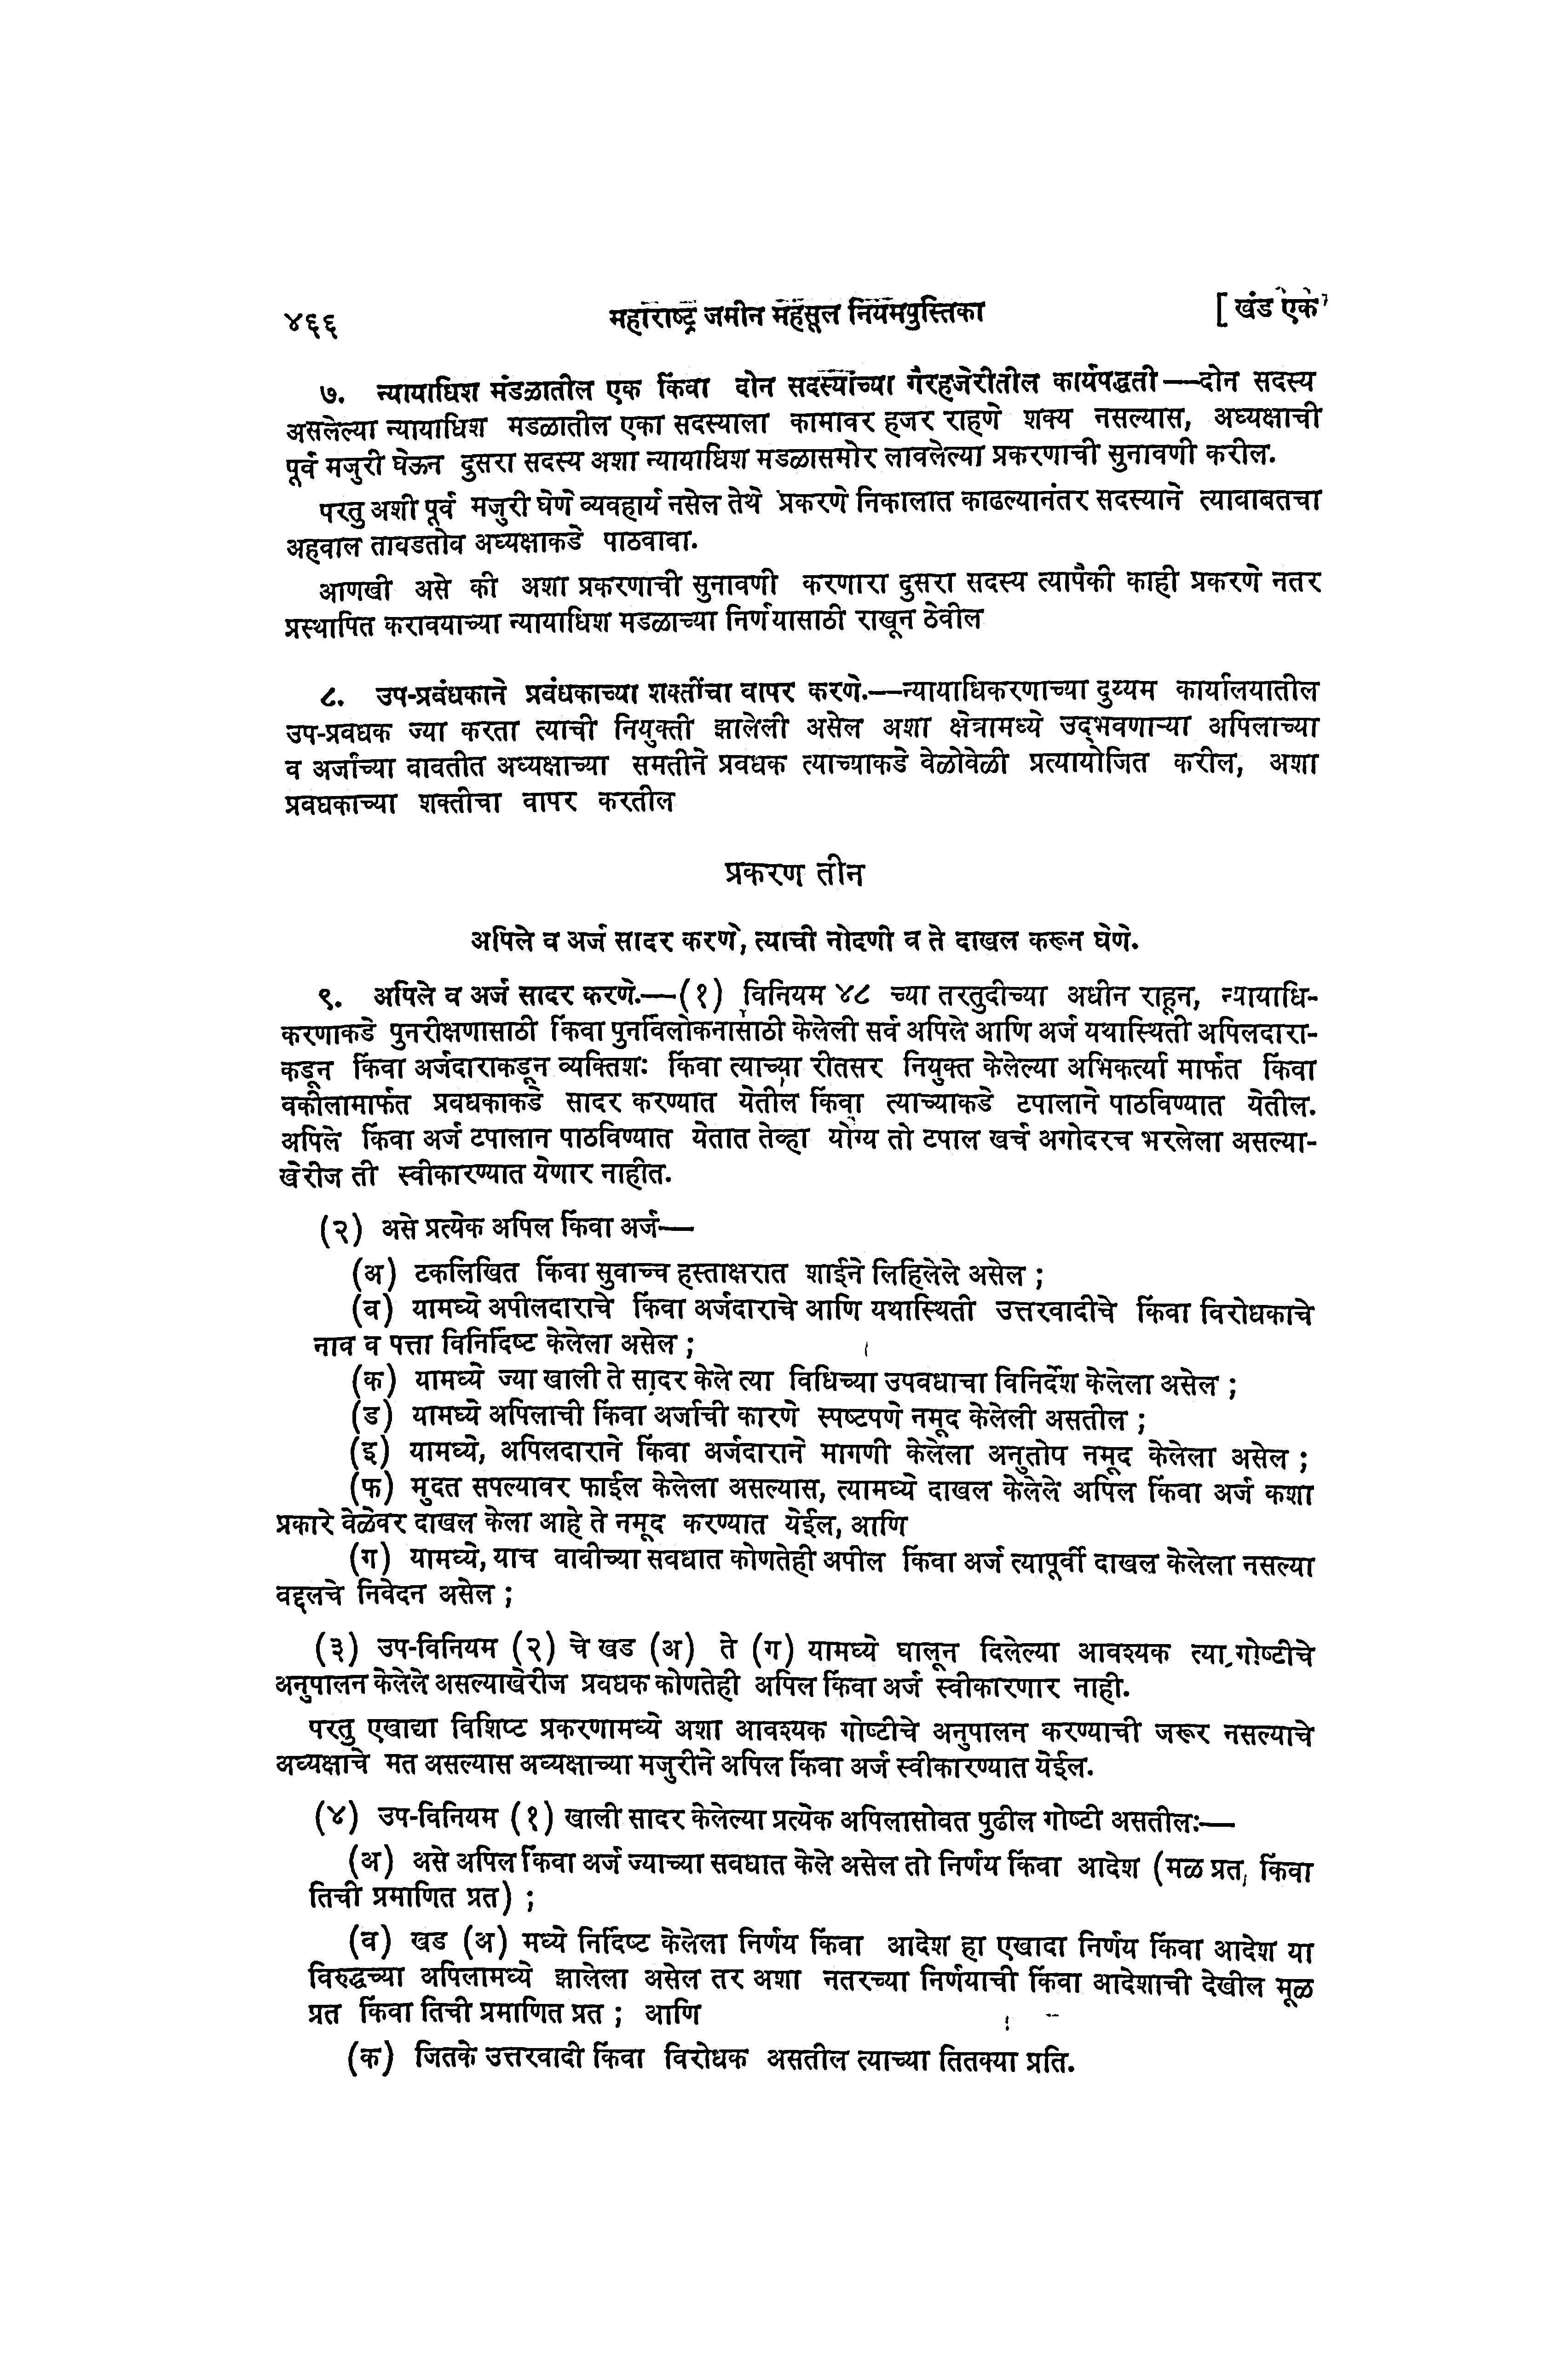 ४६६ महाराष्ट्र जमीन महसूल नियमपुस्तिका [ खंड एक
७. न्यायाधिश मंडळातील एक किंवा दोन सदस्यांच्या गैरहजेरीतील कार्यपद्धती—दोन सदस्य
असलेल्या न्यायाधिश मडळातील एका सदस्याला कामावर हजर राहणे शक्य नसल्यास, अध्यक्षाची
पूर्व मजुरी घेऊन दुसरा सदस्य अशा न्यायाधिश मडळासमोर लावलेल्या प्रकरणाची सुनावणी करील.
परतु अशी पूर्व मजुरी घेणे व्यवहार्य नसेल तेथे प्रकरणे निकालात काढल्यानंतर सदस्याने त्यावाबतचा
अहवाल तावडतोव अध्यक्षाकडे पाठवावा.
आणखी असे की अशा प्रकरणाची सुनावणी करणारा दुसरा सदस्य त्यापैकी काही प्रकरणे नतर
प्रस्थापित करावयाच्या न्यायाधिश मडळाच्या निर्णयासाठी राखून ठेवील
८. उप-प्रवंधकाने प्रवंधकाच्या शक्तींचा वापर करणे.—न्यायाधिकरणाच्या दुय्यम कार्यालयातील
उप-प्रवधक ज्या करता त्याची नियुक्ती झालेली असेल अशा क्षेत्रामध्ये उद्‌भवणाऱ्या अपिलाच्या
व अर्जाच्या वावतीत अध्यक्षाच्या समतीने प्रवधक त्याच्याकडे वेळोवेळी प्रत्यायोजित करील, अशा
प्रवधकाच्या शक्तीचा वापर करतील
प्रकरण तीन
अपिले व अर्ज सादर करणे, त्याची नोदणी व ते दाखल करून घेणे.
९. अपिले व अर्ज सादर करणे.—(१) विनियम ४८ च्या तरतुदीच्या अधीन राहून, न्यायाधि-
करणाकडे पुनरीक्षणासाठी किंवा पुनर्विलोकनासाठी केलेली सर्व अपिले आणि अर्ज यथास्थिती अपिलदारा-
कडून किंवा अर्जदाराकडून व्यक्तिशः किंवा त्याच्या रीतसर नियुक्त केलेल्या अभिकर्त्या मार्फत किंवा
वकीलामार्फत प्रवधकाकडे सादर करण्यात येतील किंवा त्याच्याकडे टपालाने पाठविण्यात येतील.
अपिले किंवा अर्ज टपालान पाठविण्यात येतात तेव्हा योग्य तो टपाल खर्च अगोदरच भरलेला असल्या-
खेरीज ती स्वीकारण्यात येणार नाहीत.
(२) असे प्रत्येक अपिल किंवा अर्ज—
(अ) टकलिखित किंवा सुवाच्च हस्ताक्षरात शाईने लिहिलेले असेल ;
(व) यामध्ये अपीलदाराचे किंवा अर्जदाराचे आणि यथास्थिती उत्तरवादीचे किंवा विरोधकाचे
नाव व पत्ता विनिर्दिष्ट केलेला असेल ;
(क) यामध्ये ज्या खाली ते सादर केले त्या विधिच्या उपवधाचा विनिर्देश केलेला असेल ;
(ड) यामध्ये अपिलाची किंवा अर्जाची कारणे स्पष्टपणे नमूद केलेली असतील ;
(इ) यामध्ये, अपिलदाराने किंवा अर्जदाराने मागणी केलेला अनुतोप नमूद केलेला असेल ;
(फ) मुदत सपल्यावर फाईल केलेला असल्यास, त्यामध्ये दाखल केलेले अपिल किंवा अर्ज कशा
प्रकारे वेळेवर दाखल केला आहे ते नमूद करण्यात येईल, आणि
(ग) यामध्ये, याच वावीच्या सवधात कोणतेही अपील किंवा अर्ज त्यापूर्वी दाखल केलेला नसल्या
वद्दलचे निवेदन असेल ;
(३) उप-विनियम (२) चे खड (अ) ते (ग) यामध्ये घालून दिलेल्या आवश्यक त्या गोष्टीचे
अनुपालन केलेले असल्याखेरीज प्रवधक कोणतेही अपिल किंवा अर्ज स्वीकारणार नाही.
परतु एखाद्या विशिप्ट प्रकरणामध्ये अशा आवश्यक गोष्टीचे अनुपालन करण्याची जरूर नसल्याचे
अध्यक्षाचे मत असल्यास अध्यक्षाच्या मजुरीने अपिल किंवा अर्ज स्वीकारण्यात येईल.
(४) उप-विनियम (१) खाली सादर केलेल्या प्रत्येक अपिलासोवत पुढील गोष्टी असतीलः—
(अ) असे अपिल किंवा अर्ज ज्याच्या सवधात केले असेल तो निर्णय किंवा आदेश (मळ प्रत, किंवा
तिची प्रमाणित प्रत) ;
(व) खड (अ) मध्ये निर्दिष्ट केलेला निर्णय किंवा आदेश हा एखादा निर्णय किंवा आदेश या
विरुद्धच्या अपिलामध्ये झालेला असेल तर अशा नतरच्या निर्णयाची किंवा आदेशाची देखील मूळ
प्रत किंवा तिची प्रमाणित प्रत ; आणि
(क) जितके उत्तरवादी किंवा विरोधक असतील त्याच्या तितक्या प्रति.